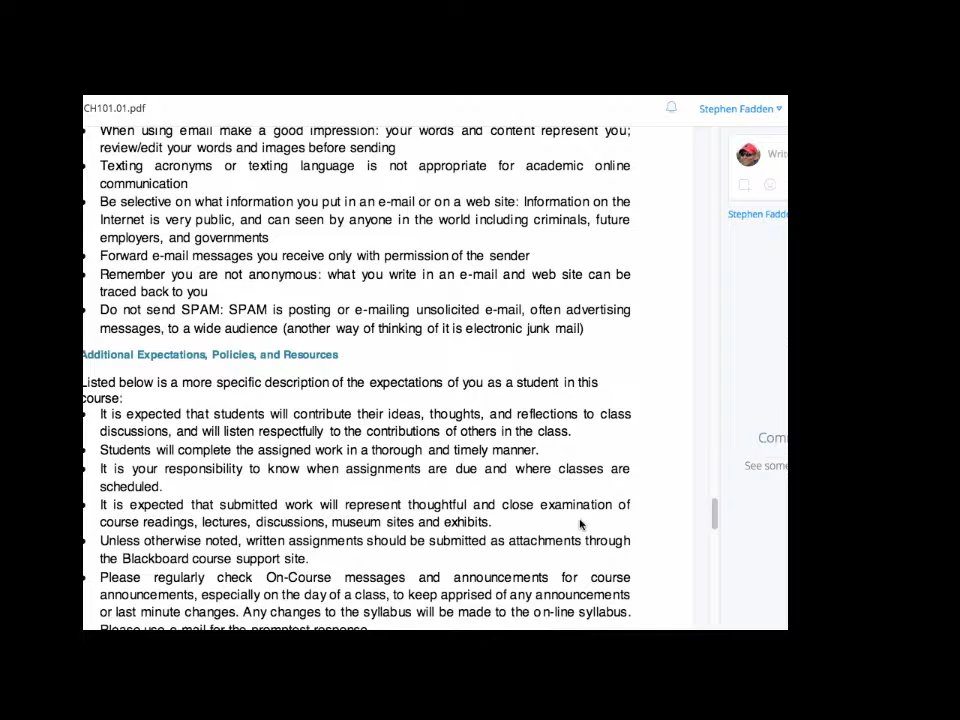 CH101.01.pdf
Stephen Fadden
When using email make a good impression: your words and content represent you;
review/edit your words and images before sending
Texting acronyms or texting language is not appropriate for academic online
communication
Be selective on what information you put in an e-mail or on a web site: Information on the
Internet is very public, and can seen by anyone in the world including criminals, future
employers, and governments
Forward e-mail messages you receive only with permission of the sender
Remember you are not anonymous: what you write in an e-mail and web site can be
traced back to you
Do not send SPAM: SPAM is posting or e-mailing unsolicited e-mail, often advertising
messages, to a wide audience (another way of thinking of it is electronic junk mail)
Additional Expectations, Policies, and Resources
Listed below is a more specific description of the expectations of you as a student in this
course:
It is expected that students will contribute their ideas, thoughts, and reflections to class
discussions, and will listen respectfully to the contributions of others in the class.
Students will complete the assigned work in a thorough and timely manner.
It is your responsibility to know when assignments are due and where classes are
scheduled.
It is expected that submitted work will represent thoughtful and close examination of
course readings, lectures, discussions, museum sites and exhibits.
Unless otherwise noted, written assignments should be submitted as attachments through
the Blackboard course support site.
Please regularly check On-Course messages and announcements for course
announcements, especially on the day of a class, to keep apprised of any announcements
or last minute changes. Any changes to the syllabus will be made to the on-line syllabus.
Please use e-mail for the promptest response
Writ
Stephen Fadd
Com
See som